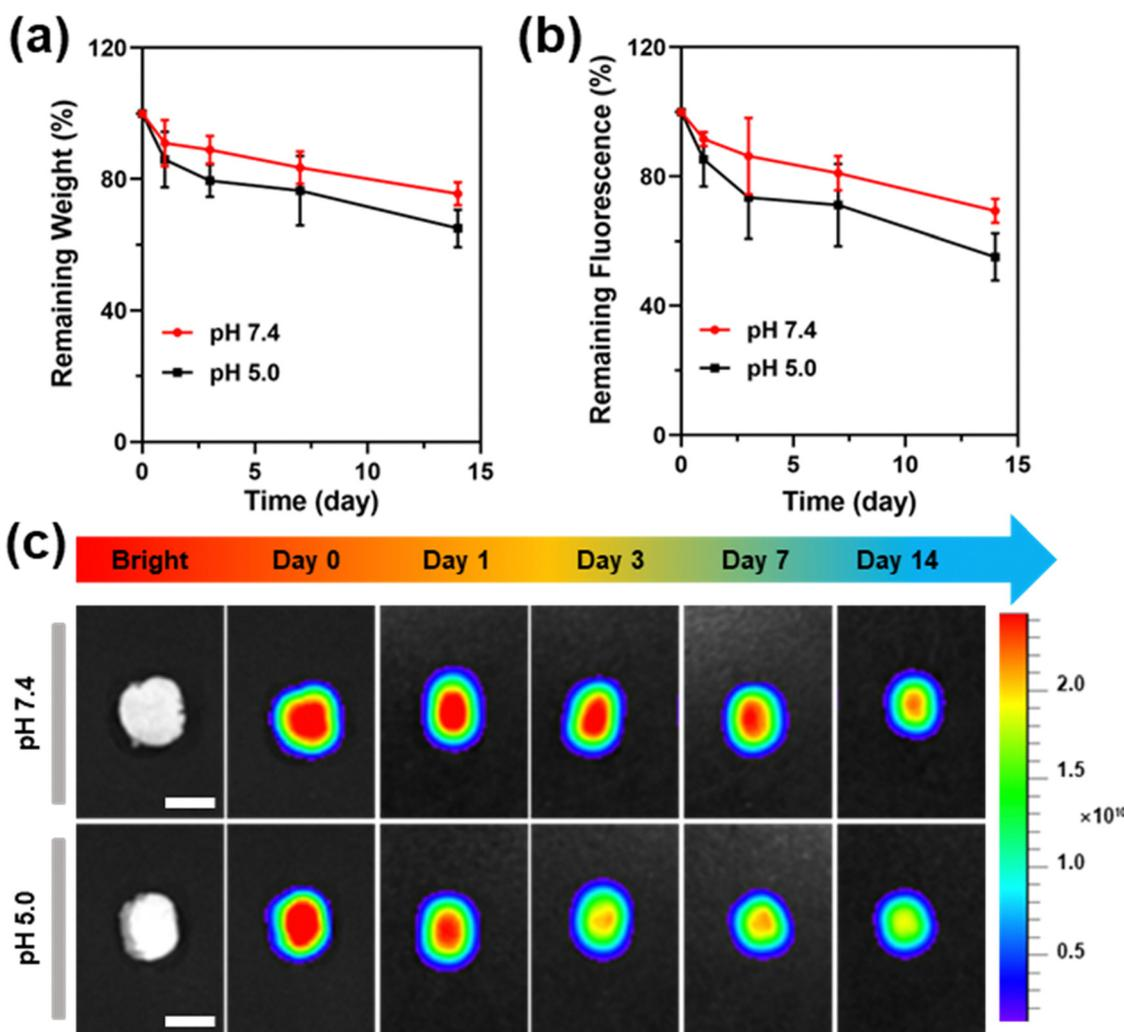 (a)
120
80
40
0
Remaining Weight (%)
pH 7.4
pH 5.0
0 5 10 15
Time (day)
(b)
120
80
40
0
Remaining Fluorescence (%)
pH 7.4
pH 5.0
0 5 10 15
Time (day)
(c)
Bright Day 0 Day 1 Day 3 Day 7 Day 14
pH 7.4
pH 5.0
2.0
1.5
×10¹⁰
1.0
0.5